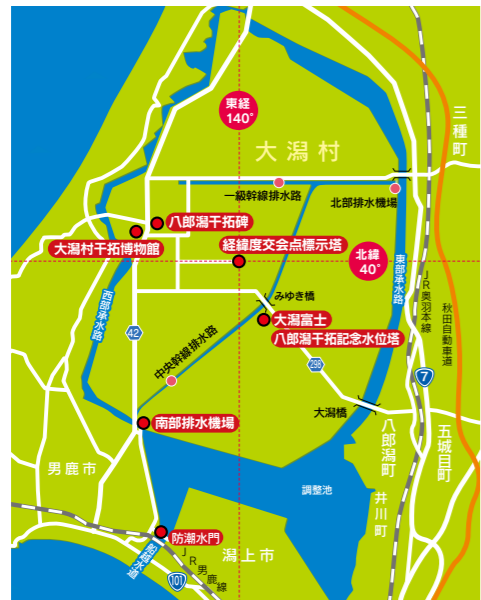 東経
140°
三種町
大潟村
一級幹線排水路
北部排水機場
八郎潟干拓碑
大潟村干拓博物館
経緯度交会点標示塔
北緯
40°
東部承水路
JR奥羽本線
秋田自動車道
西部承水路
みゆき橋
大潟富士
八郎潟干拓記念水位塔
42
中央幹線排水路
298
7
大潟橋
南部排水機場
八郎潟町
五城目町
男鹿市
調整池
井川町
防潮水門
船越水道
JR男鹿線
潟上市
101